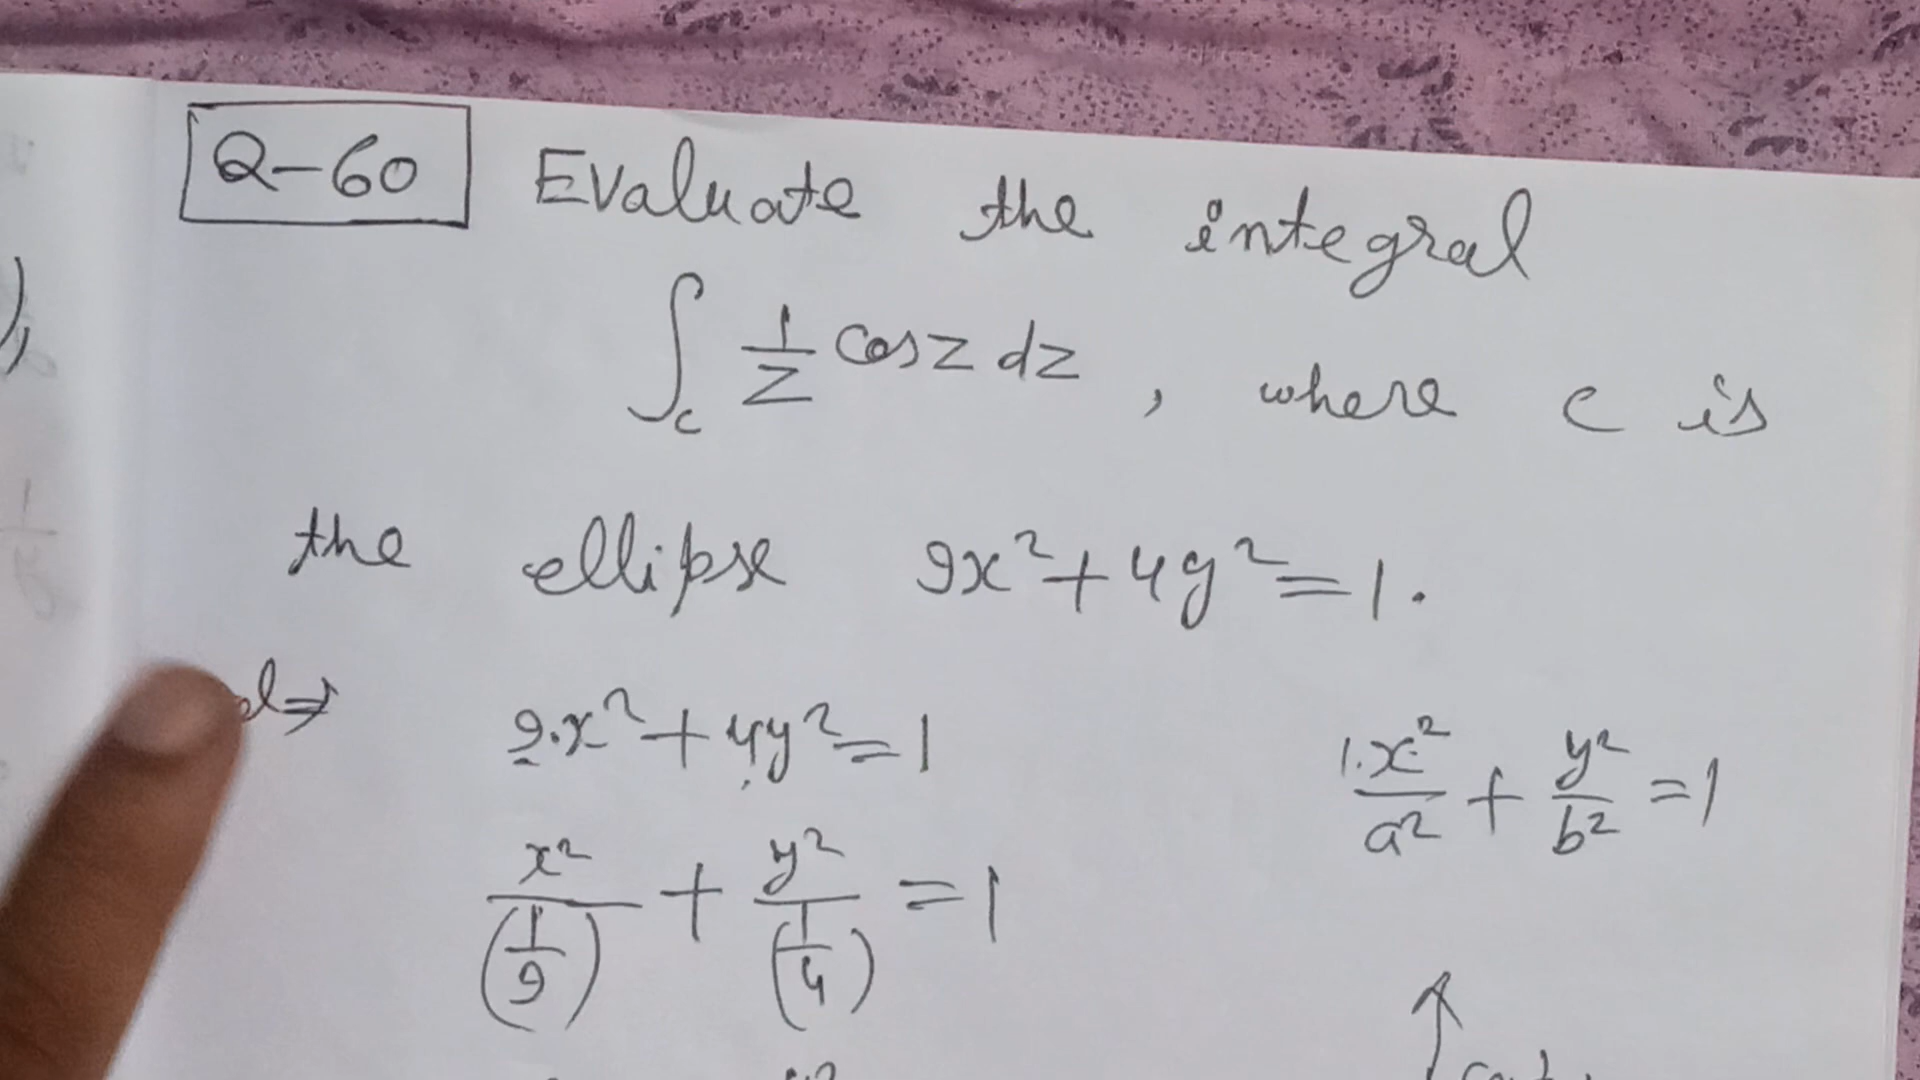 Q-60 Evaluate the integral
∫_c 1/z cosz dz , where c is
the ellipse 9x² + 4y² = 1.
9.x² + 4y² = 1
1.x²/a² + y²/b² = 1
x²/(1/9) + y²/(1/4) = 1